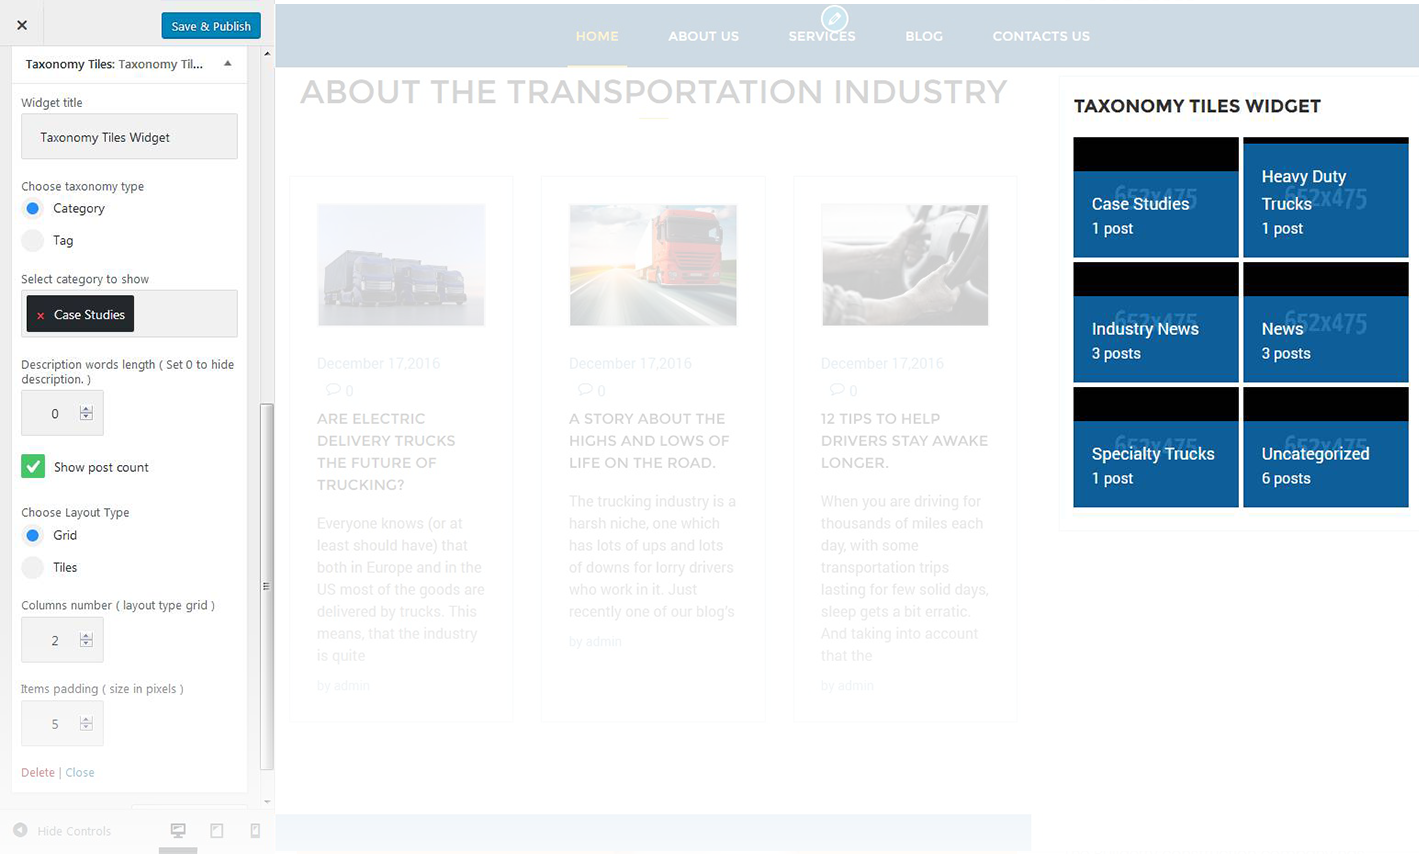 Save & Publish
Taxonomy Tiles: Taxonomy Til...
Widget title
Taxonomy Tiles Widget
Choose taxonomy type
Category
Tag
Select category to show
× Case Studies
Description words length ( Set 0 to hide
description. )
0
Show post count
Choose Layout Type
Grid
Tiles
Columns number ( layout type grid )
2
Items padding ( size in pixels )
5
Delete | Close
Hide Controls
HOME ABOUT US SERVICES BLOG CONTACTS US
ABOUT THE TRANSPORTATION INDUSTRY
December 17,2016
0
ARE ELECTRIC
DELIVERY TRUCKS
THE FUTURE OF
TRUCKING?
Everyone knows (or at
least should have) that
both in Europe and in the
US most of the goods are
delivered by trucks. This
means, that the industry
is quite
by admin
December 17,2016
0
A STORY ABOUT THE
HIGHS AND LOWS OF
LIFE ON THE ROAD.
The trucking industry is a
harsh niche, one which
has lots of ups and lots
of downs for lorry drivers
who work in it. Just
recently one of our blog's
by admin
December 17,2016
0
12 TIPS TO HELP
DRIVERS STAY AWAKE
LONGER.
When you are driving for
thousands of miles each
day, with some
transportation trips
lasting for few solid days,
sleep gets a bit erratic.
And taking into account
that the
by admin
TAXONOMY TILES WIDGET
652x475
Case Studies
1 post
652x475
Heavy Duty
Trucks
1 post
652x475
Industry News
3 posts
652x475
News
3 posts
652x475
Specialty Trucks
1 post
652x475
Uncategorized
6 posts